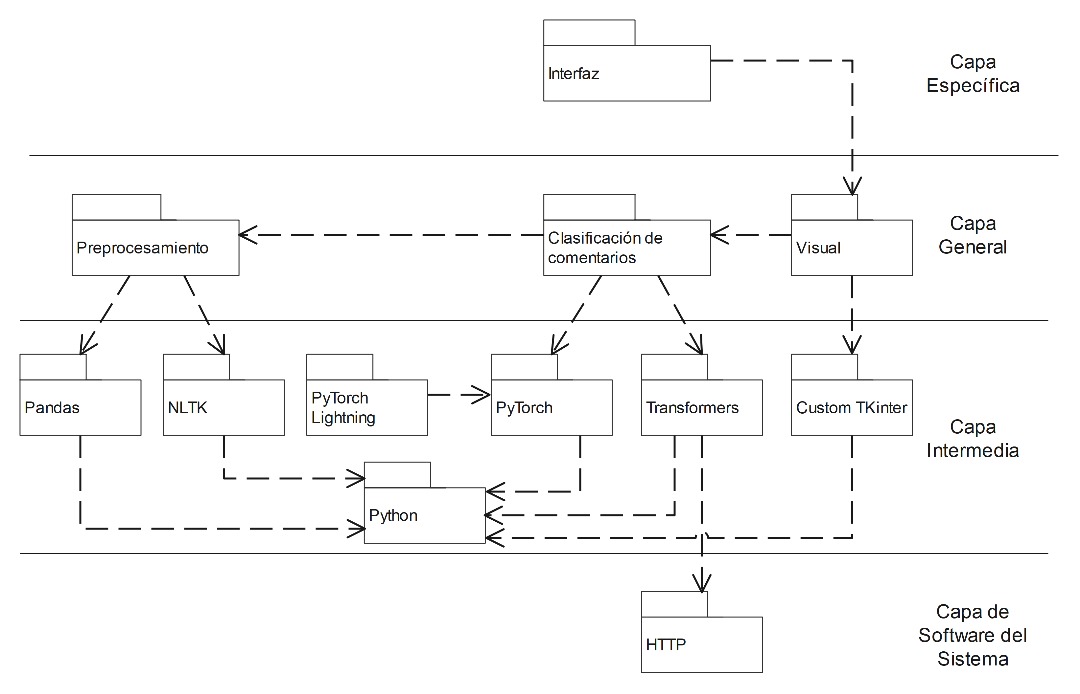 Interfaz
Capa
Específica
Preprocesamiento
Clasificación de
comentarios
Visual
Capa
General
Pandas
NLTK
PyTorch
Lightning
PyTorch
Transformers
Custom TKinter
Capa
Intermedia
Python
HTTP
Capa de
Software del
Sistema